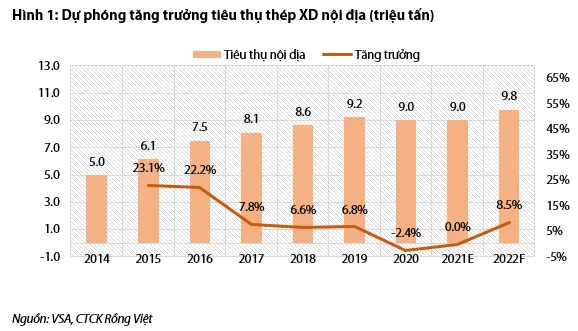 Hình 1: Dự phóng tăng trưởng tiêu thụ thép XD nội địa (triệu tấn)
Tiêu thụ nội địa Tăng trưởng
13.0 65%
11.0 55%
9.0 45%
7.0 35%
5.0 25%
3.0 15%
1.0 5%
-1.0 -5%
5.0 6.1 7.5 8.1 8.6 9.2 9.0 9.0 9.8
23.1% 22.2% 7.8% 6.6% 6.8% -2.4% 0.0% 8.5%
2014 2015 2016 2017 2018 2019 2020 2021E 2022F
Nguồn: VSA, CTCK Rồng Việt